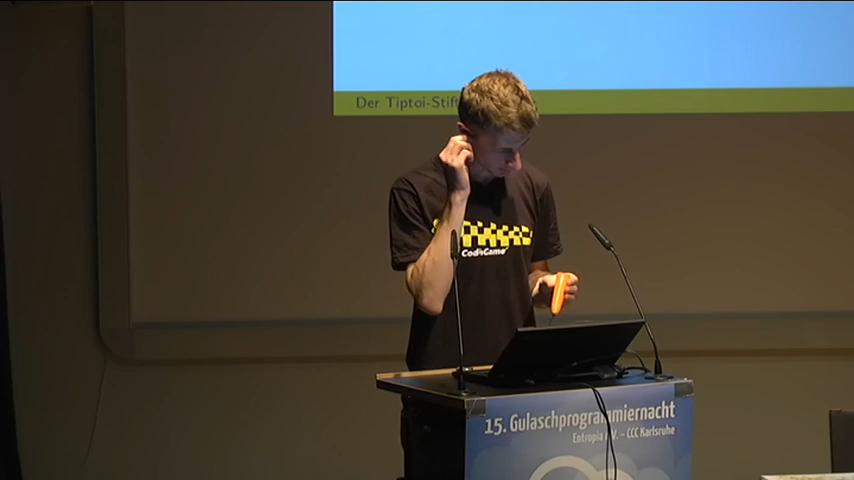 Der Tiptoi-Stift
CodinGame
15. Gulaschprogrammiernacht
Entropia e.V. – CCC Karlsruhe